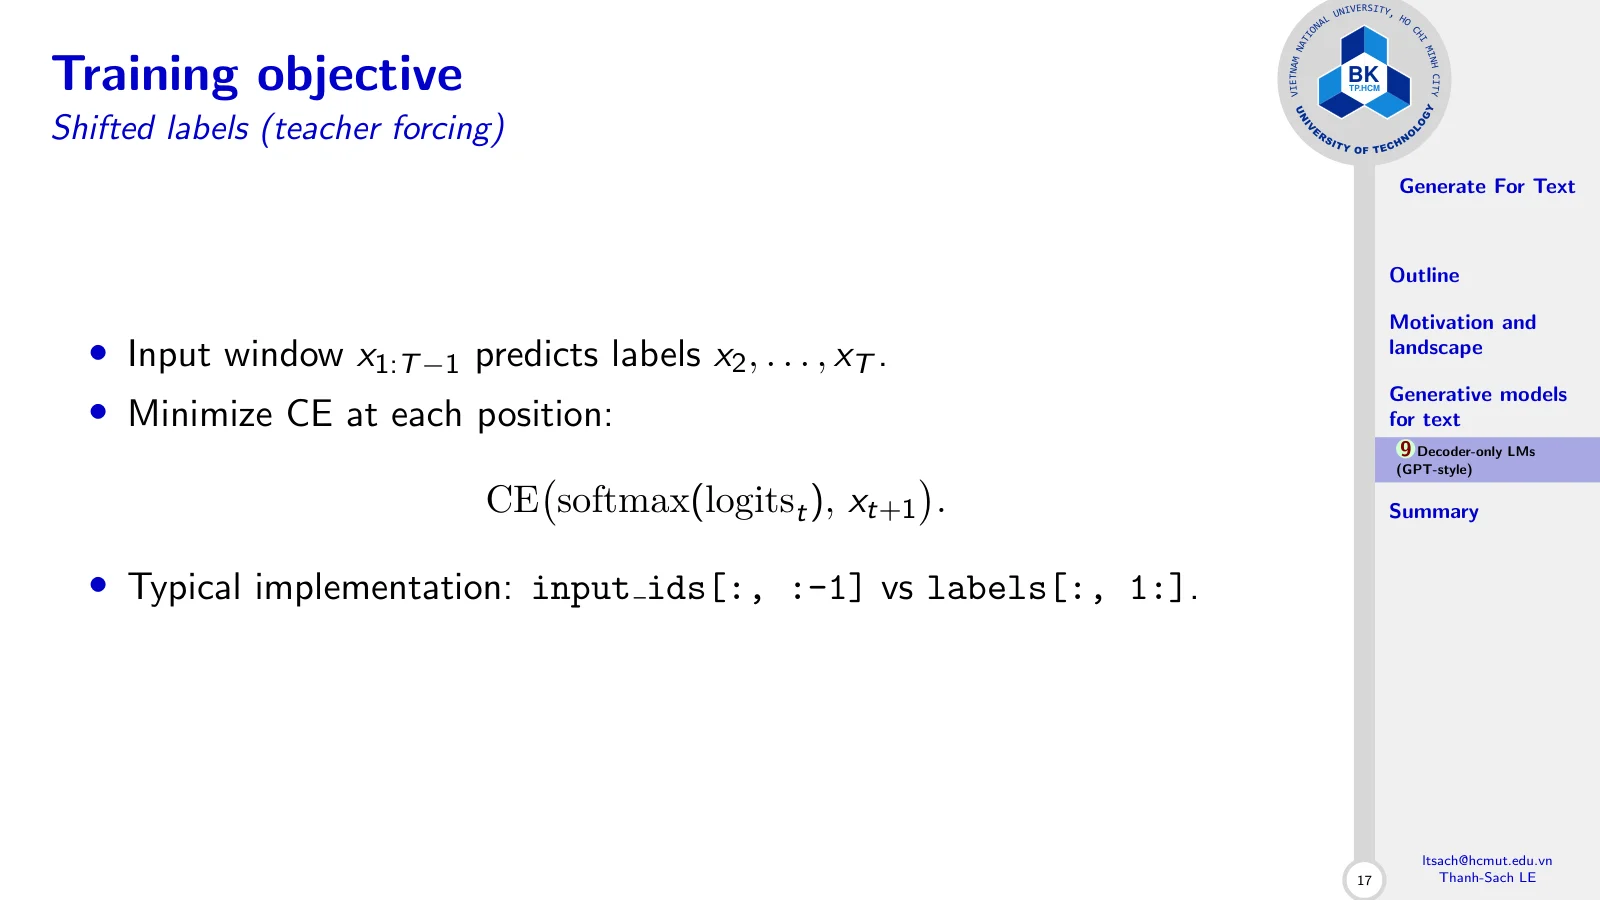 Training objective
Shifted labels (teacher forcing)
• Input window x₁:T−1 predicts labels x₂, . . . , x_T.
• Minimize CE at each position:
CE(softmax(logits_t), x_{t+1}).
• Typical implementation: input_ids[:, :-1] vs labels[:, 1:].
VIETNAM NATIONAL UNIVERSITY, HO CHI MINH CITY
BK
TP.HCM
UNIVERSITY OF TECHNOLOGY
Generate For Text
Outline
Motivation and
landscape
Generative models
for text
9 Decoder-only LMs
(GPT-style)
Summary
ltsach@hcmut.edu.vn
Thanh-Sach LE
17